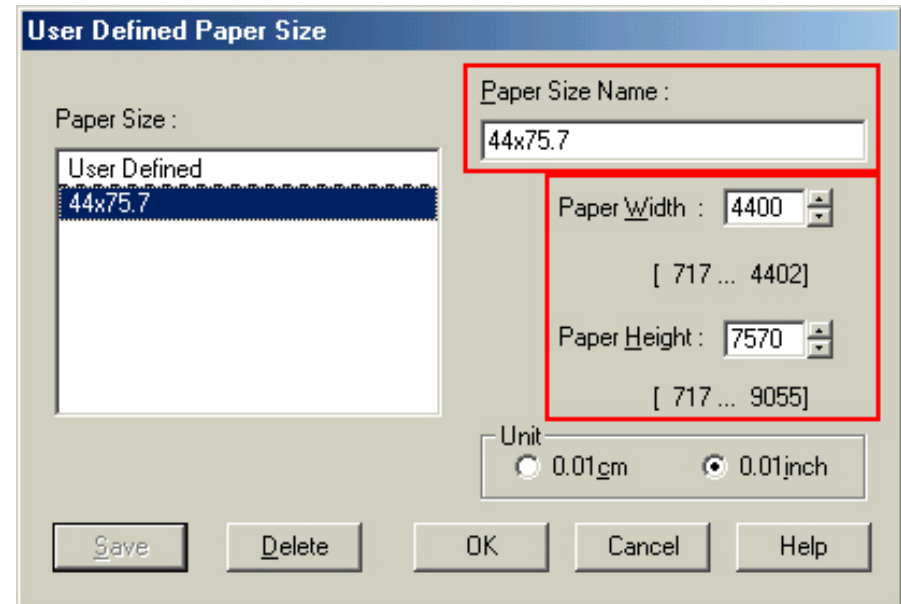 User Defined Paper Size
Paper Size :
User Defined
44x75.7
Paper Size Name :
44x75.7
Paper Width : 4400
[ 717 ... 4402]
Paper Height : 7570
[ 717 ... 9055]
Unit
0.01cm 0.01inch
Save Delete OK Cancel Help